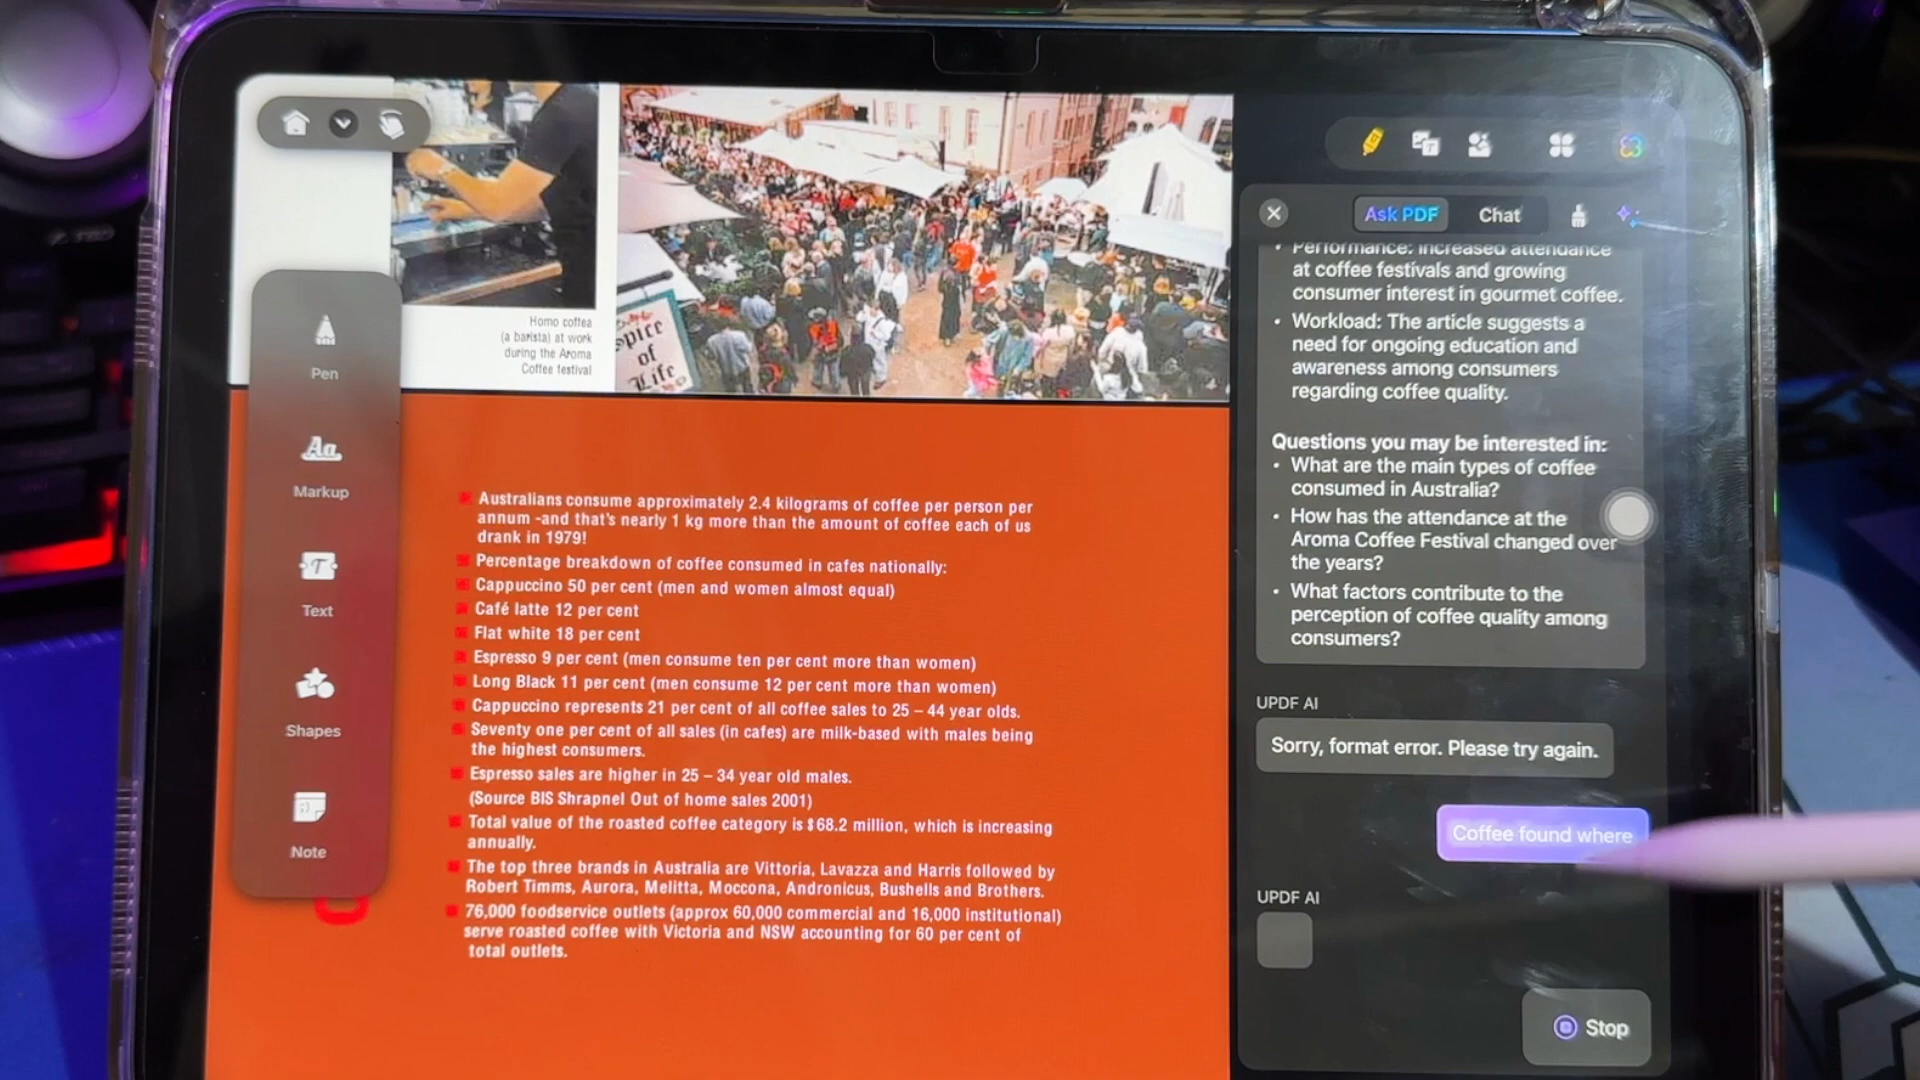 Homo coffea
(a barista) at work
during the Aroma
Coffee festival
Spice
of
Life
Pen
Markup
Text
Shapes
Note
Australians consume approximately 2.4 kilograms of coffee per person per
annum -and that's nearly 1 kg more than the amount of coffee each of us
drank in 1979!
Percentage breakdown of coffee consumed in cafes nationally:
Cappuccino 50 per cent (men and women almost equal)
Café latte 12 per cent
Flat white 18 per cent
Espresso 9 per cent (men consume ten per cent more than women)
Long Black 11 per cent (men consume 12 per cent more than women)
Cappuccino represents 21 per cent of all coffee sales to 25 – 44 year olds.
Seventy one per cent of all sales (in cafes) are milk-based with males being
the highest consumers.
Espresso sales are higher in 25 – 34 year old males.
(Source BIS Shrapnel Out of home sales 2001)
Total value of the roasted coffee category is $68.2 million, which is increasing
annually.
The top three brands in Australia are Vittoria, Lavazza and Harris followed by
Robert Timms, Aurora, Melitta, Moccona, Andronicus, Bushells and Brothers.
76,000 foodservice outlets (approx 60,000 commercial and 16,000 institutional)
serve roasted coffee with Victoria and NSW accounting for 60 per cent of
total outlets.
Ask PDF
Chat
Performance: Increased attendance
at coffee festivals and growing
consumer interest in gourmet coffee.
Workload: The article suggests a
need for ongoing education and
awareness among consumers
regarding coffee quality.
Questions you may be interested in:
What are the main types of coffee
consumed in Australia?
How has the attendance at the
Aroma Coffee Festival changed over
the years?
What factors contribute to the
perception of coffee quality among
consumers?
UPDF AI
Sorry, format error. Please try again.
Coffee found where
UPDF AI
Stop